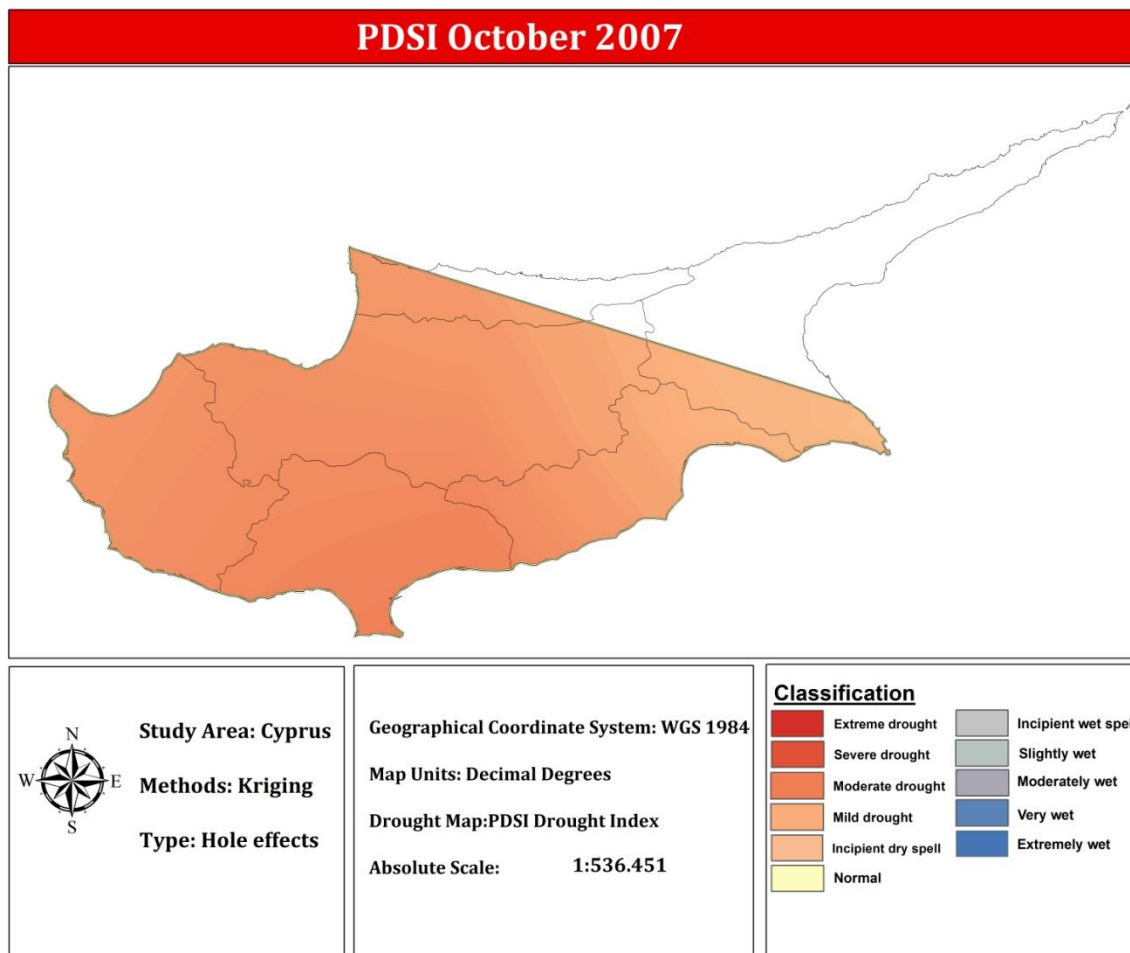 PDSI October 2007
N
W
E
S
Study Area: Cyprus
Methods: Kriging
Type: Hole effects
Geographical Coordinate System: WGS 1984
Map Units: Decimal Degrees
Drought Map:PDSI Drought Index
Absolute Scale: 1:536.451
Classification
Extreme drought
Severe drought
Moderate drought
Mild drought
Incipient dry spell
Normal
Incipient wet spel
Slightly wet
Moderately wet
Very wet
Extremely wet